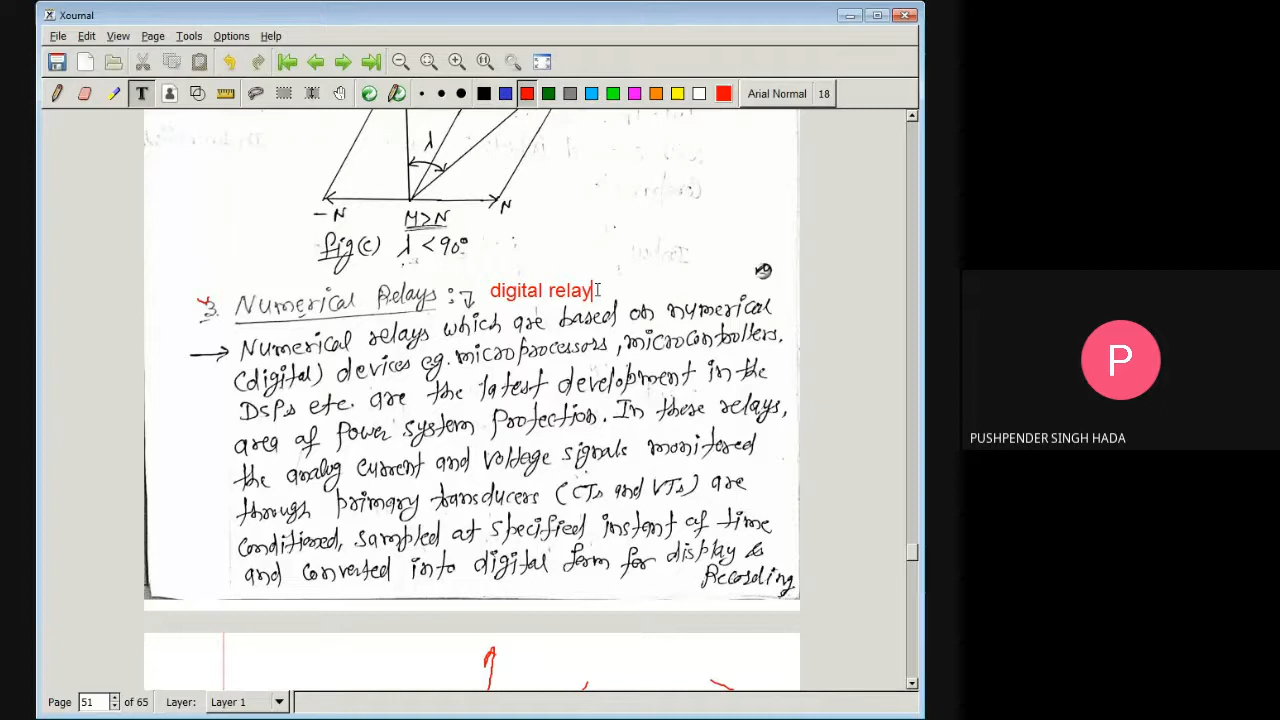 Xournal
File Edit View Page Tools Options Help
Arial Normal 18
λ
-N M>N N
fig(c) λ < 90°
19
3. Numerical Relays :- digital relay
→ Numerical relays which are based on numerical
(digital) devices eg. microprocessors, microcontrollers.
DSPs etc. are the latest development in the
area of Power system Protection. In these relays,
the analog current and voltage signals monitored
through primary transducers (CTs and VTs) are
conditioned, sampled at specified instant of time
and converted into digital form for display &
Recording
Page 51 of 65 Layer: Layer 1
P
PUSHPENDER SINGH HADA